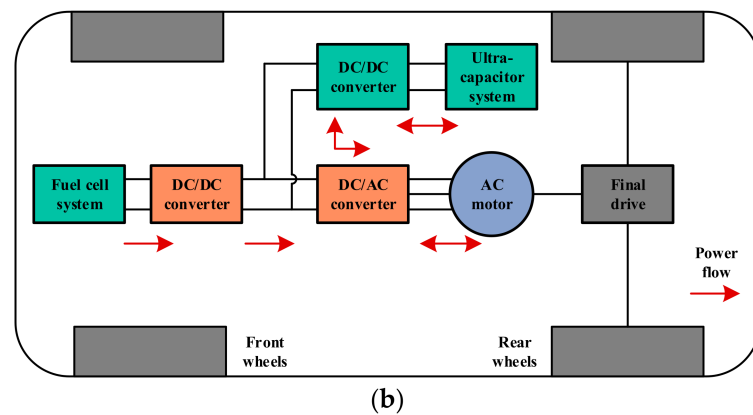 DC/DC
converter
Ultra-
capacitor
system
Fuel cell
system
DC/DC
converter
DC/AC
converter
AC
motor
Final
drive
Power
flow
Front
wheels
Rear
wheels
(b)